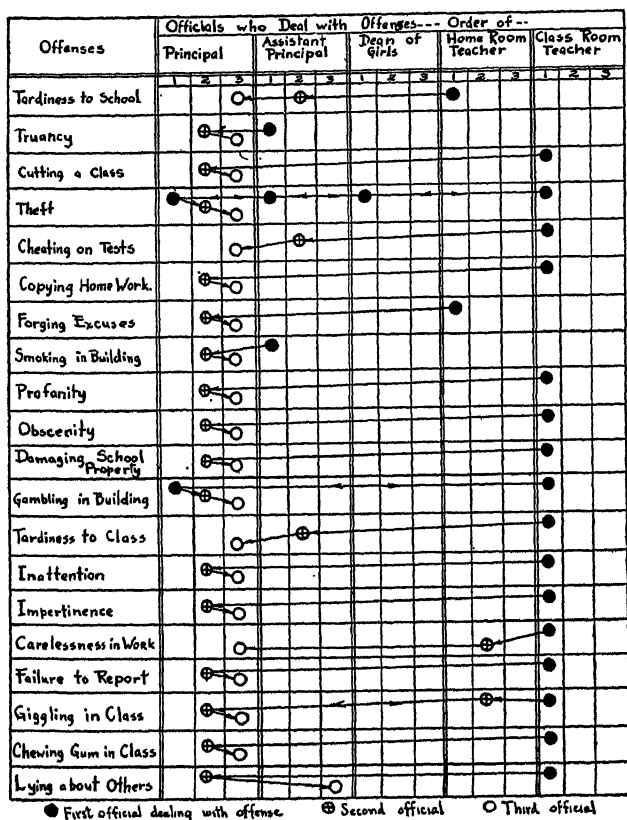 Officials who Deal with Offenses--- Order of--
Offenses
Principal
Assistant
Principal
Dean of
Girls
Home Room
Teacher
Class Room
Teacher
1 2 3 1 2 3 1 2 3 1 2 3 1 2 3
Tardiness to School
Truancy
Cutting a Class
Theft
Cheating on Tests
Copying Home Work.
Forging Excuses
Smoking in Building
Profanity
Obscenity
Damaging School
Property
Gambling in Building
Tardiness to Class
Inattention
Impertinence
Carelessness in Work
Failure to Report
Giggling in Class
Chewing Gum in Class
Lying about Others
First official dealing with offense Second official Third official